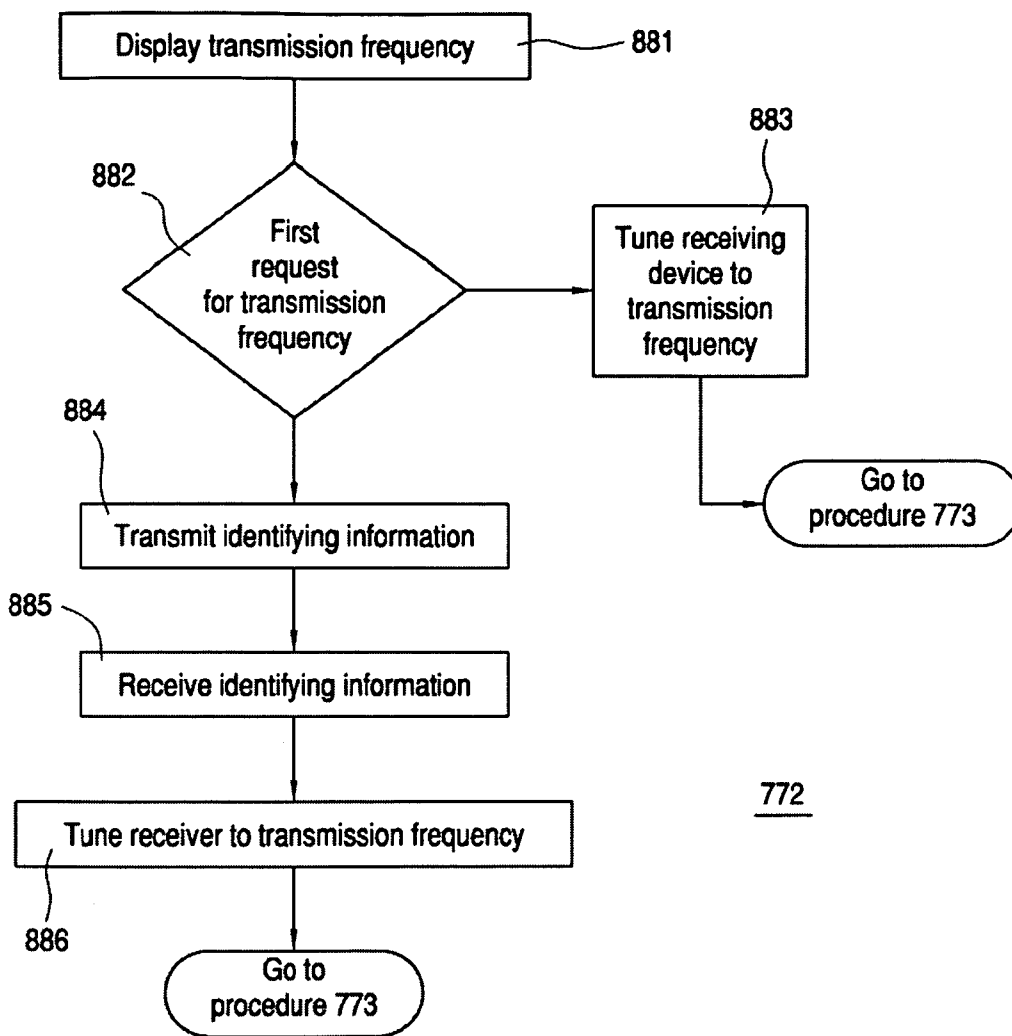 Display transmission frequency
881
883
882
First
request
for transmission
frequency
Tune receiving
device to
transmission
frequency
884
Go to
procedure 773
Transmit identifying information
885
Receive identifying information
772
Tune receiver to transmission frequency
886
Go to
procedure 773